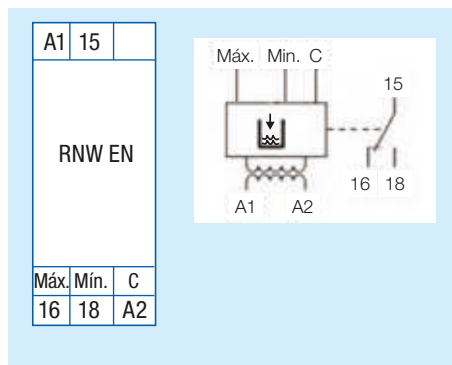 A1 15
RNW EN
Máx. Mín. C
16 18 A2
Máx. Min. C
15
16 18
A1 A2